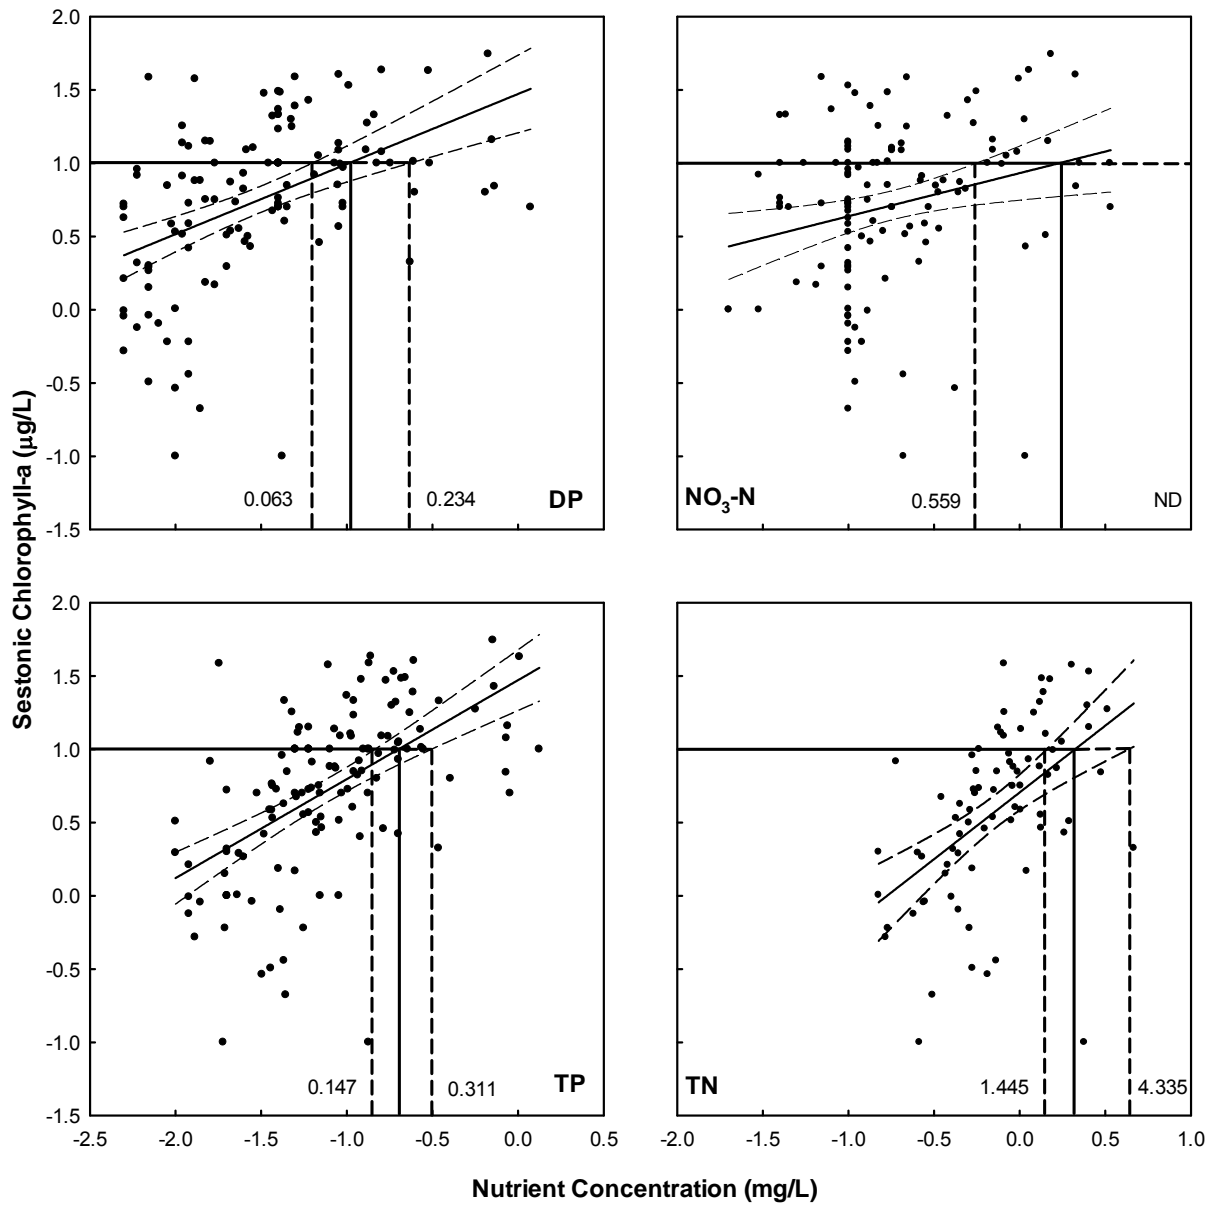 2.0
1.5
1.0
0.5
0.0
-0.5
-1.0
-1.5
0.063
0.234
DP
NO3-N
0.559
ND
Sestonic Chlorophyll-a (µg/L)
2.0
1.5
1.0
0.5
0.0
-0.5
-1.0
-1.5
0.147
0.311
TP
TN
1.445
4.335
-2.5 -2.0 -1.5 -1.0 -0.5 0.0 0.5
-2.0 -1.5 -1.0 -0.5 0.0 0.5 1.0
Nutrient Concentration (mg/L)